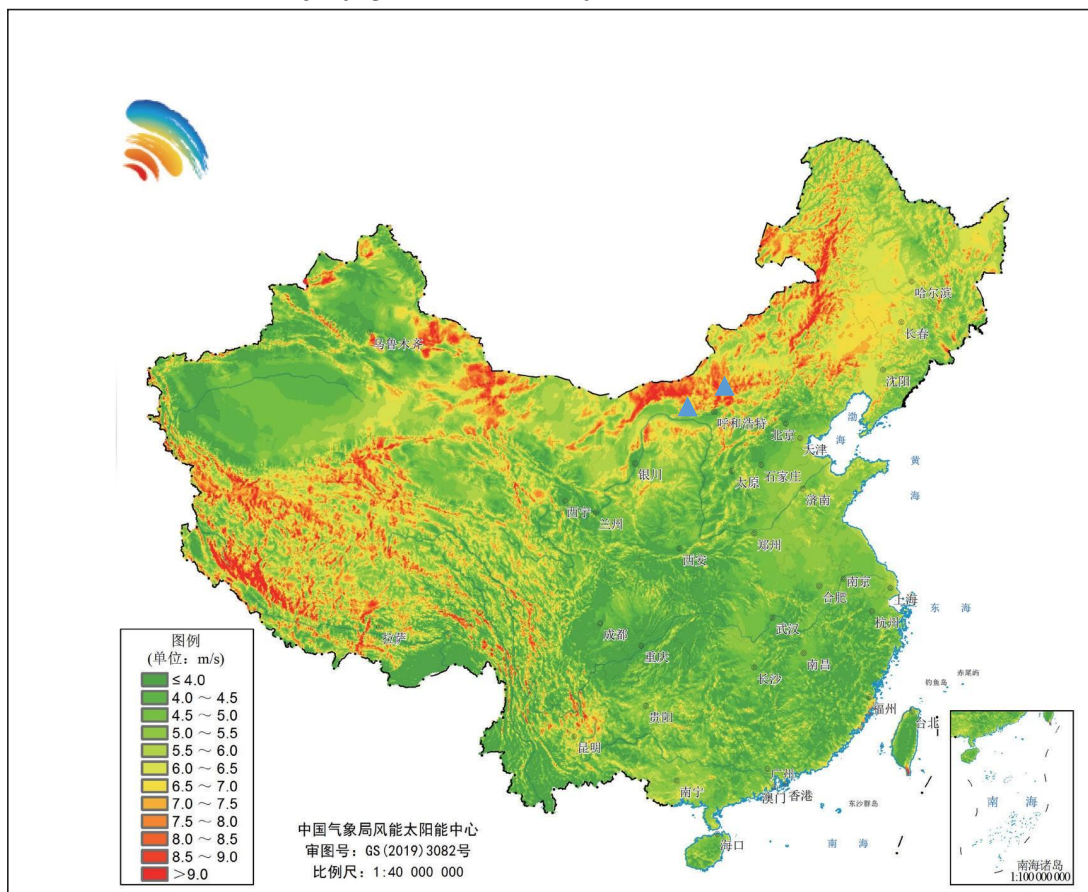 哈尔滨
长春
乌鲁木齐
沈阳
呼和浩特
北京
渤
海
天津
银川
太原
石家庄
黄
海
济南
西宁
兰州
郑州
西安
南京
合肥
上海
东 海
杭州
武汉
成都
拉萨
重庆
南昌
长沙
钓鱼岛
赤尾屿
福州
台北
贵阳
昆明
广州
南宁
澳门
香港
东沙群岛
南 海
海口
图例
(单位: m/s)
≤ 4.0
4.0 ～ 4.5
4.5 ～ 5.0
5.0 ～ 5.5
5.5 ～ 6.0
6.0 ～ 6.5
6.5 ～ 7.0
7.0 ～ 7.5
7.5 ～ 8.0
8.0 ～ 8.5
8.5 ～ 9.0
＞9.0
中国气象局风能太阳能中心
审图号: GS(2019)3082号
比例尺: 1:40 000 000
南 海
南海诸岛
1:100 000 000